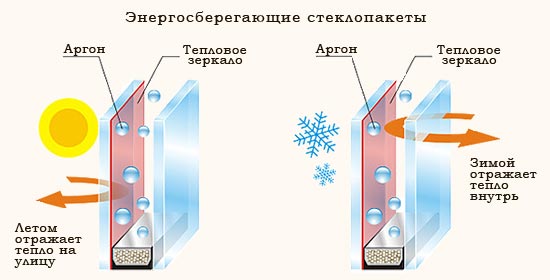 Энергосберегающие стеклопакеты
Аргон
Тепловое
зеркало
Летом
отражает
тепло на
улицу
Аргон
Тепловое
зеркало
Зимой
отражает
тепло
внутрь